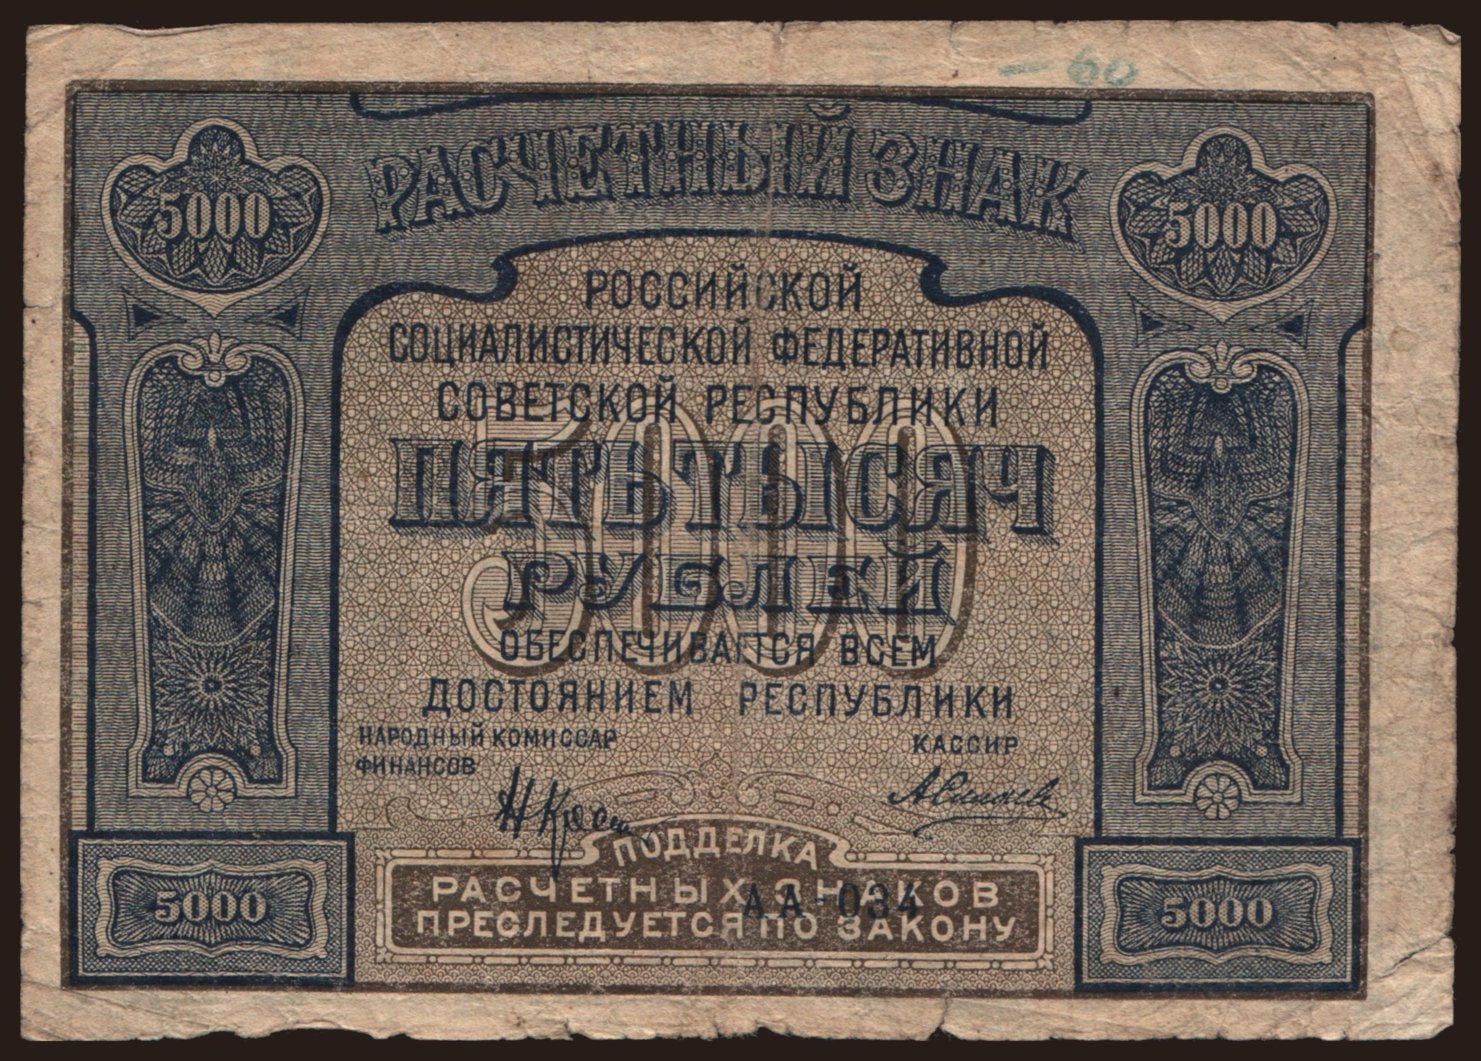 - 60
РАСЧЕТНЫЙ ЗНАК
5000 5000
РОССИЙСКОЙ
СОЦИАЛИСТИЧЕСКОЙ ФЕДЕРАТИВНОЙ
СОВЕТСКОЙ РЕСПУБЛИКИ
5000
ПЯТЬ ТЫСЯЧ
РУБЛЕЙ
ОБЕСПЕЧИВАЕТСЯ ВСЕМ
ДОСТОЯНИЕМ РЕСПУБЛИКИ
НАРОДНЫЙ КОМИССАР
ФИНАНСОВ
КАССИР
ПОДДЕЛКА
РАСЧЕТНЫХ ЗНАКОВ
АА-034
ПРЕСЛЕДУЕТСЯ ПО ЗАКОНУ
5000 5000